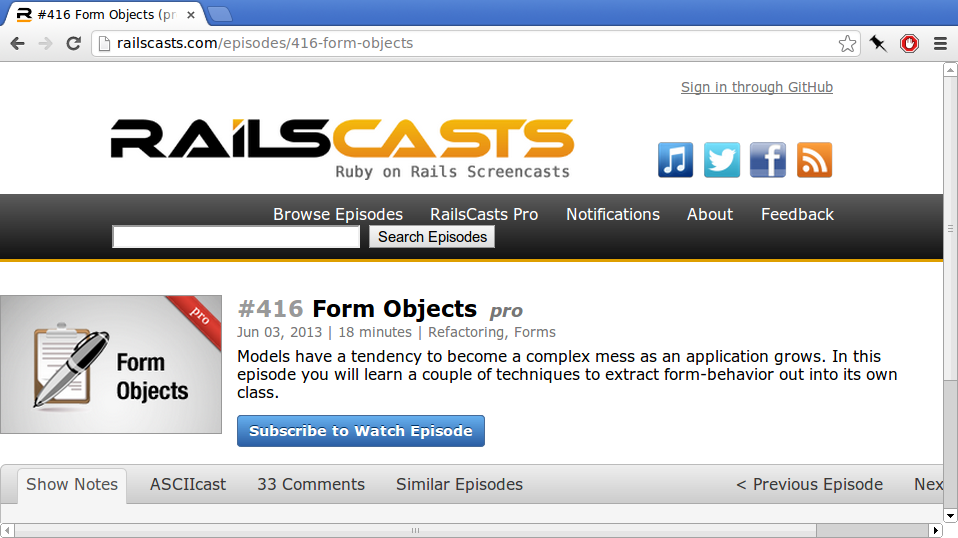 #416 Form Objects (pr
railscasts.com/episodes/416-form-objects
Sign in through GitHub
RAILSCASTS
Ruby on Rails Screencasts
Browse Episodes RailsCasts Pro Notifications About Feedback
Search Episodes
pro
Form
Objects
#416 Form Objects pro
Jun 03, 2013 | 18 minutes | Refactoring, Forms
Models have a tendency to become a complex mess as an application grows. In this
episode you will learn a couple of techniques to extract form-behavior out into its own
class.
Subscribe to Watch Episode
Show Notes ASCIIcast 33 Comments Similar Episodes < Previous Episode Nex